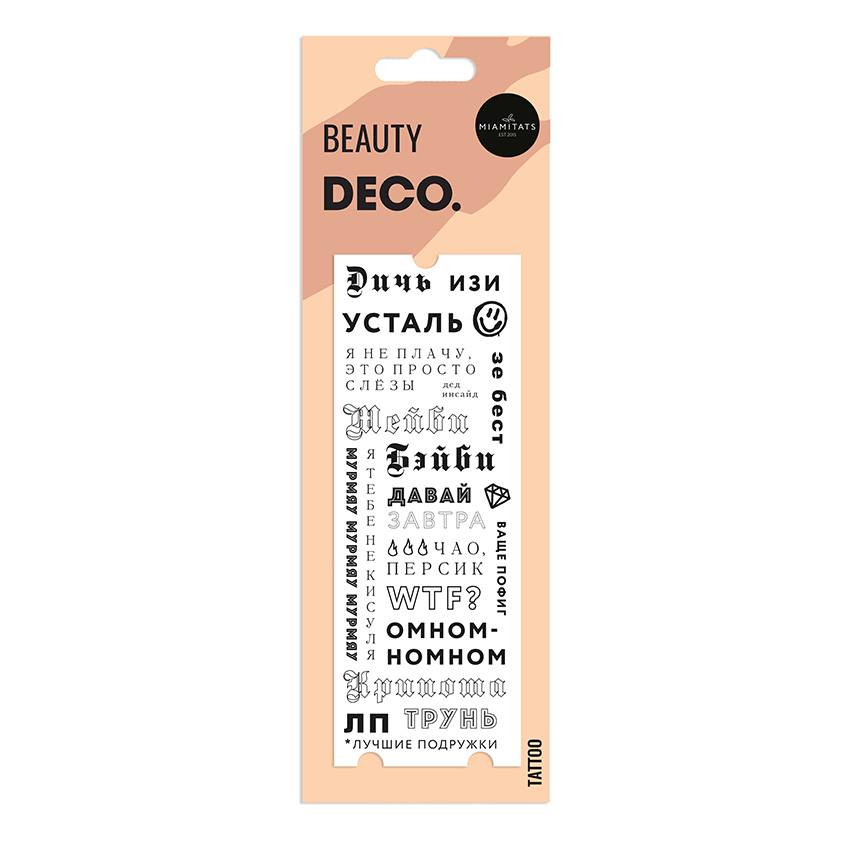 BEAUTY
DECO.
MIAMITATS
EST 2015
Дичь изи
УСТАЛЬ
Я НЕ ПЛАЧУ,
ЭТО ПРОСТО
СЛЁЗЫ
дед
инсайд
зе бест
Мейби
Бэйби
МУРМЯУ МУРМЯУ МУРМЯУ
Я ТЕБЕ НЕ КИСУЛЯ
ДАВАЙ
ЗАВТРА
ВАЩЕ ПОФИГ
ЧАО,
ПЕРСИК
WTF?
ОМНОМ-
НОМНОМ
Крипота
ЛП ТРУНЬ
*ЛУЧШИЕ ПОДРУЖКИ
TATTOO